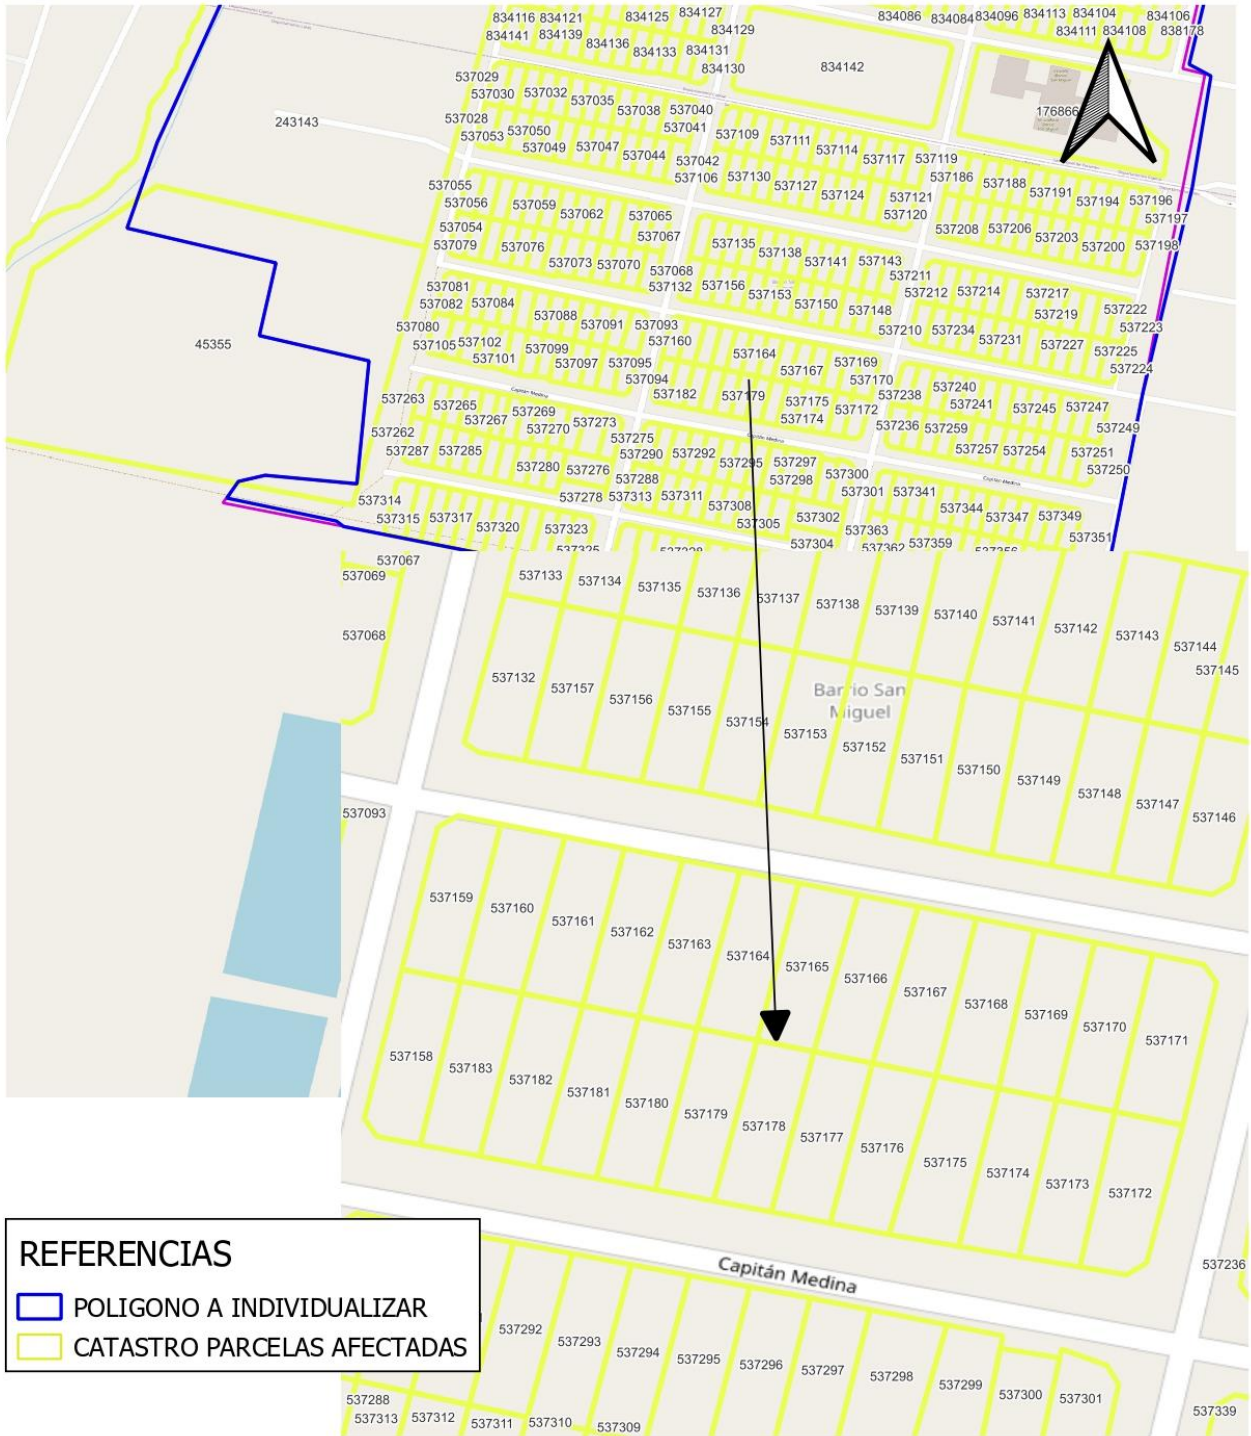 834116 834121 834125 834127 834086 834084 834096 834113 834104 834106
834141 834139 834136 834133 834131 834129 834111 834108 838178
834130 834142
537029
537030 537032 537035 537038 537040 176866
243143 537028 537053 537050 537049 537047 537044 537041 537109 537111 537114 537117 537119
537042 537106 537130 537127 537124 537121 537120 537186 537188 537191 537194 537196 537197
537055 537056 537059 537062 537065 537067
537054 537079 537076 537073 537070 537068 537132 537135 537138 537141 537143 537208 537206 537203 537200 537198
537156 537153 537150 537148 537211 537212 537214 537217 537219 537222 537223
537081 537082 537084 537088 537091 537093 537160
537080 537105 537102 537101 537099 537097 537095 537094 537164 537167 537169 537170 537210 537234 537231 537227 537225 537224
45355
Capitán Medina
537182 537179 537175 537174 537172 537238 537240 537241 537245 537247 537249
537263 537265 537267 537269 537270 537273 537275 537236 537259 537257 537254 537251 537250
Capitán Medina
537262 537287 537285 537280 537276 537278 537290 537288 537292 537295 537297 537298 537300 537301
Capitán Medina
537314 537315 537317 537320 537323 537313 537311 537308 537305 537302 537304 537341 537344 537347 537349 537351
537363 537362 537359
537067
537069
537068
537133 537134 537135 537136 537137 537138 537139 537140 537141 537142 537143 537144 537145
537132 537157 537156 537155 537154 537153 537152 537151 537150 537149 537148 537147 537146
Barrio San
Miguel
537093
537159 537160 537161 537162 537163 537164 537165 537166 537167 537168 537169 537170 537171
537158 537183 537182 537181 537180 537179 537178 537177 537176 537175 537174 537173 537172
Capitán Medina
537236
REFERENCIAS
POLIGONO A INDIVIDUALIZAR
CATASTRO PARCELAS AFECTADAS
537292 537293 537294 537295 537296 537297 537298 537299 537300 537301
537288
537313 537312 537311 537310 537309 537339